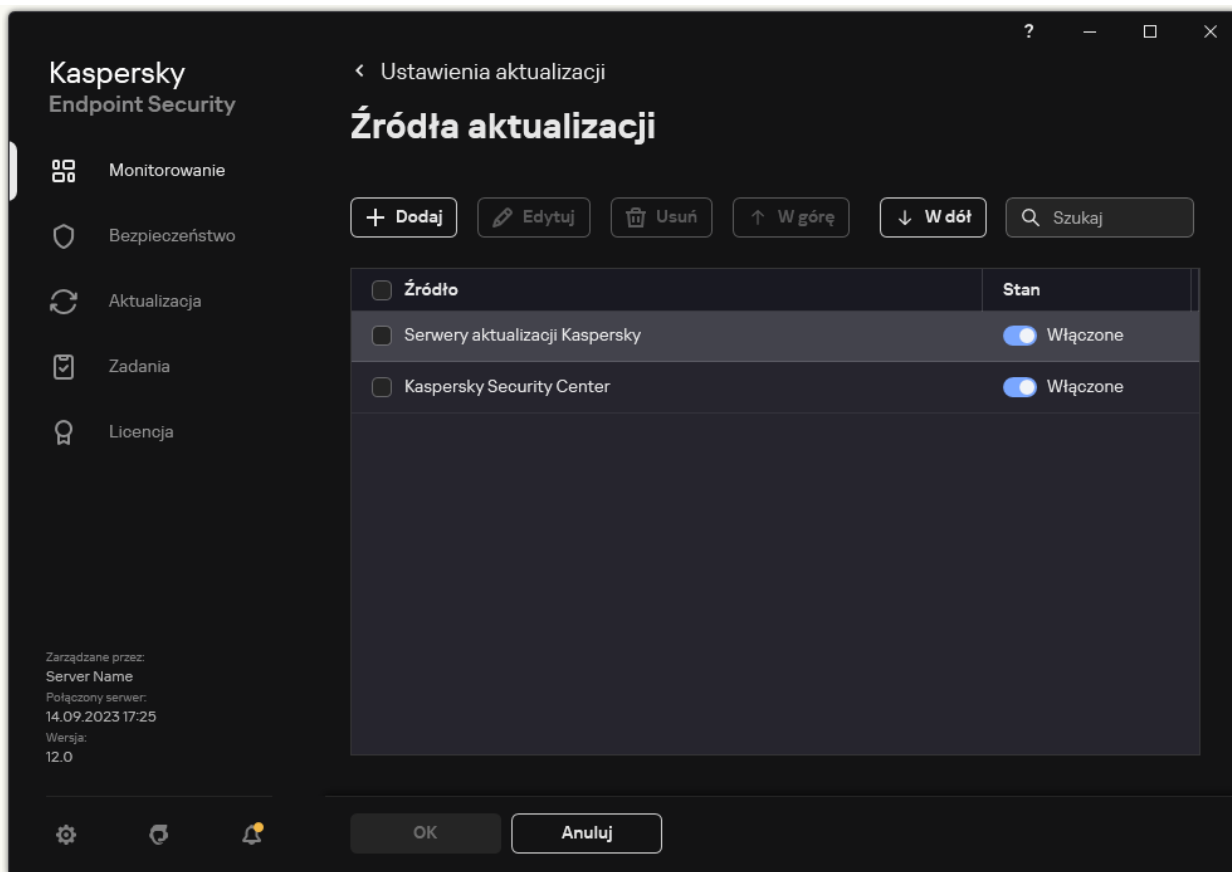 ?
Kaspersky
Endpoint Security
Ustawienia aktualizacji
Źródła aktualizacji
Monitorowanie
Bezpieczeństwo
Aktualizacja
Zadania
Licencja
Dodaj Edytuj Usuń W górę W dół Szukaj
Źródło Stan
Serwery aktualizacji Kaspersky Włączone
Kaspersky Security Center Włączone
Zarządzane przez:
Server Name
Połączony serwer:
14.09.2023 17:25
Wersja:
12.0
OK Anuluj